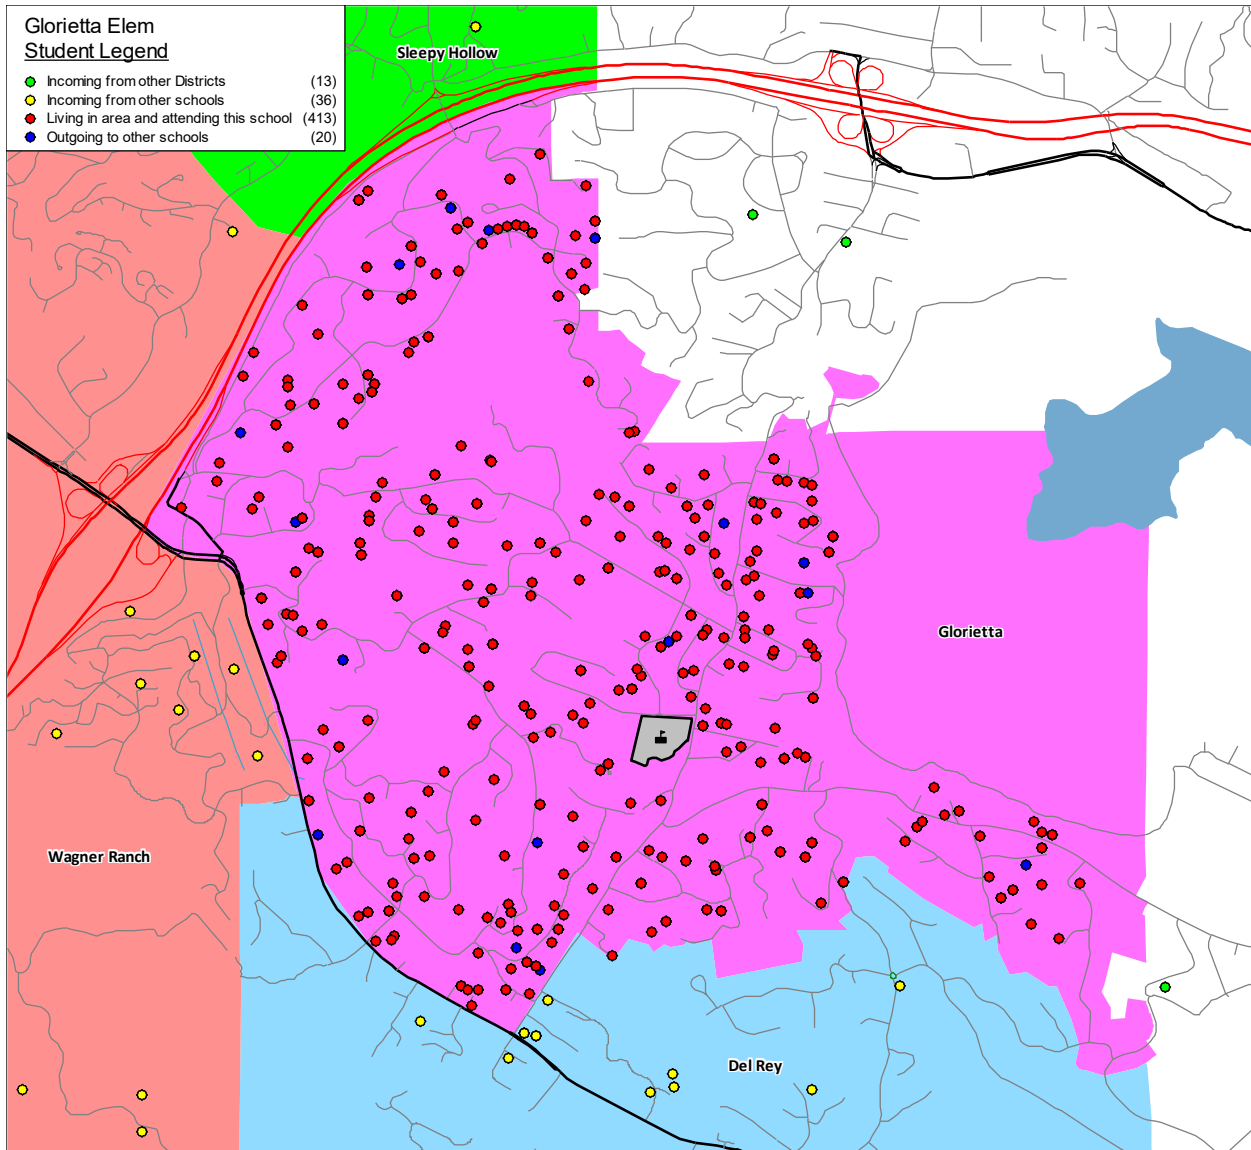 Glorietta Elem
Student Legend
Incoming from other Districts (13)
Incoming from other schools (36)
Living in area and attending this school (413)
Outgoing to other schools (20)
Sleepy Hollow
Glorietta
Wagner Ranch
Del Rey